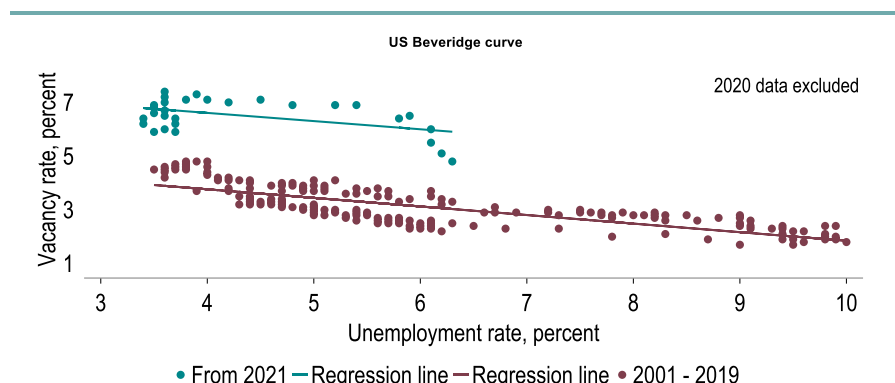 US Beveridge curve
2020 data excluded
Vacancy rate, percent
7
5
3
1
3 4 5 6 7 8 9 10
Unemployment rate, percent
From 2021 Regression line Regression line 2001 - 2019